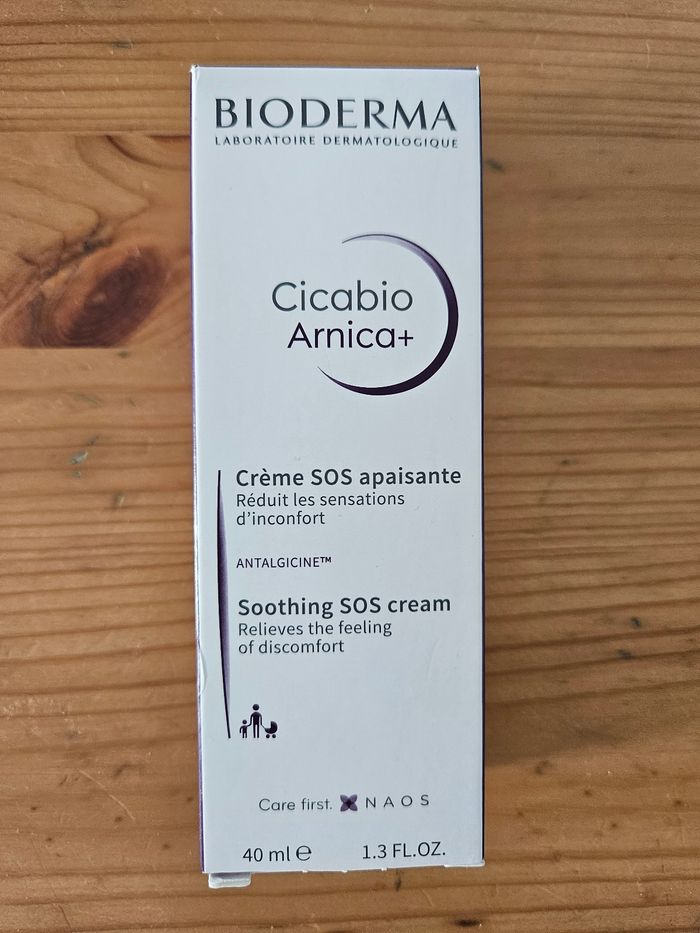 BIODERMA
LABORATOIRE DERMATOLOGIQUE
Cicabio
Arnica+
Crème SOS apaisante
Réduit les sensations
d'inconfort
ANTALGICINE™
Soothing SOS cream
Relieves the feeling
of discomfort
Care first. NAOS
40 ml ℮ 1.3 FL.OZ.